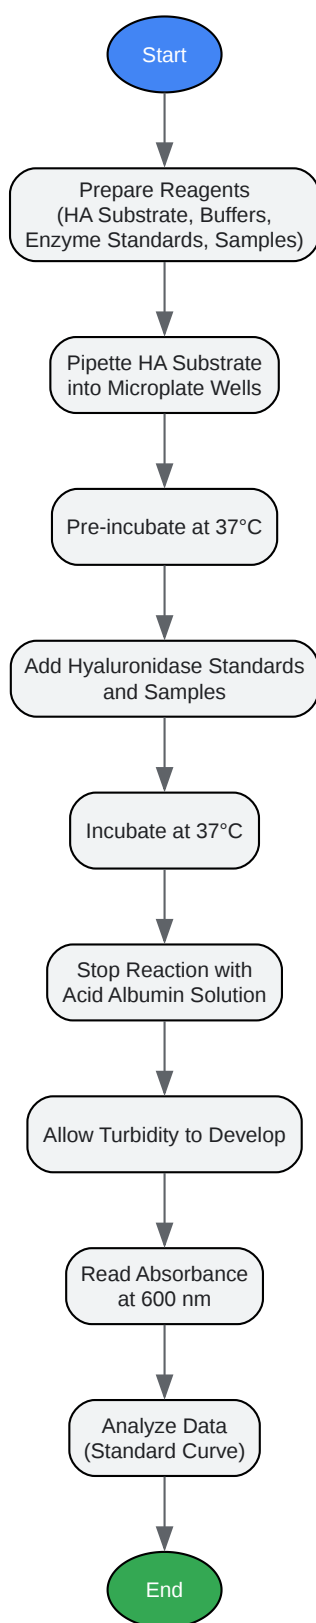 Start
Prepare Reagents
(HA Substrate, Buffers,
Enzyme Standards, Samples)
Pipette HA Substrate
into Microplate Wells
Pre-incubate at 37°C
Add Hyaluronidase Standards
and Samples
Incubate at 37°C
Stop Reaction with
Acid Albumin Solution
Allow Turbidity to Develop
Read Absorbance
at 600 nm
Analyze Data
(Standard Curve)
End